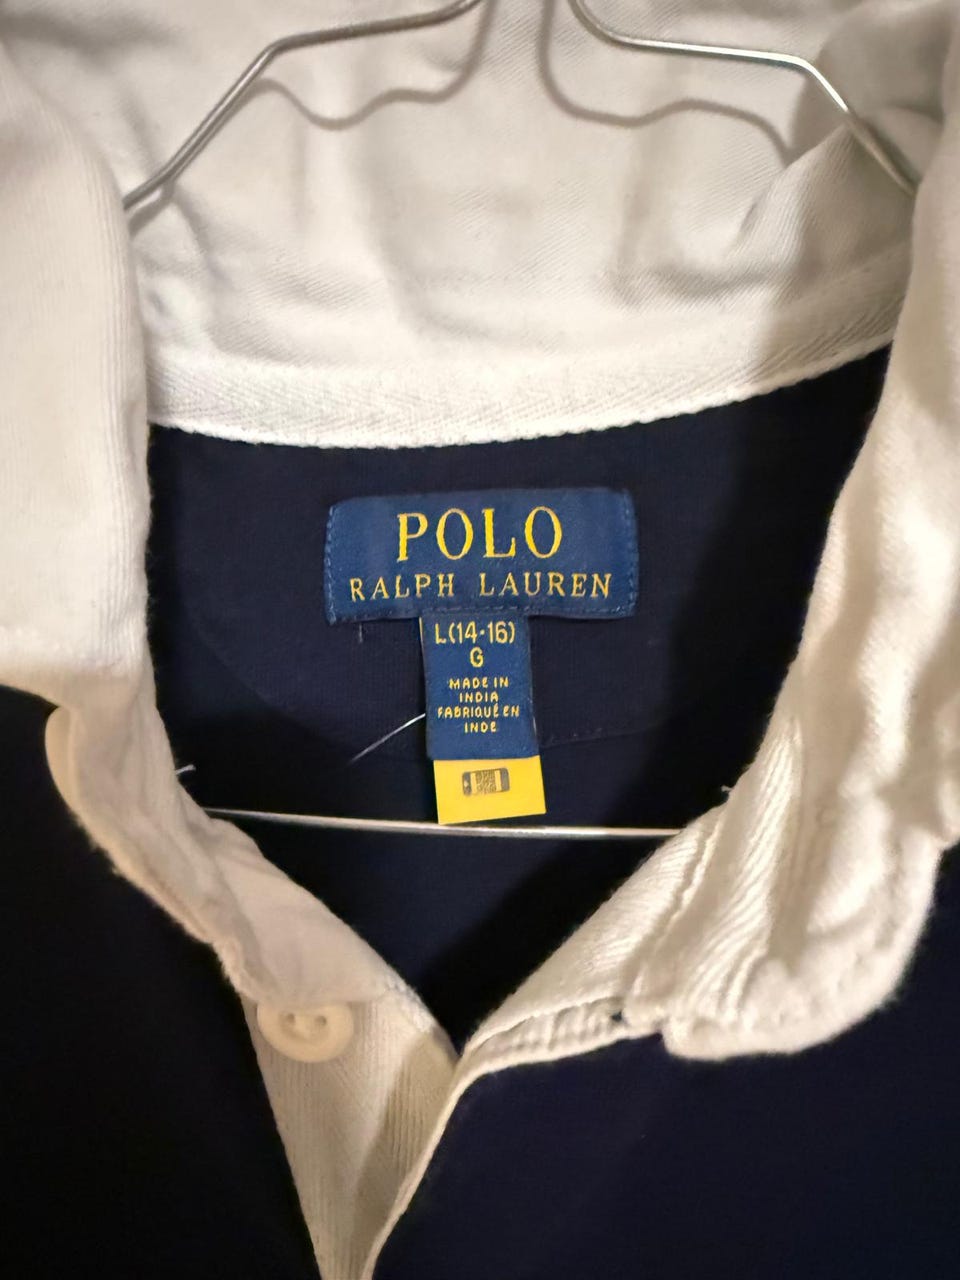 POLO
RALPH LAUREN
L(14-16)
G
MADE IN
INDIA
FABRIQUÉ EN
INDE